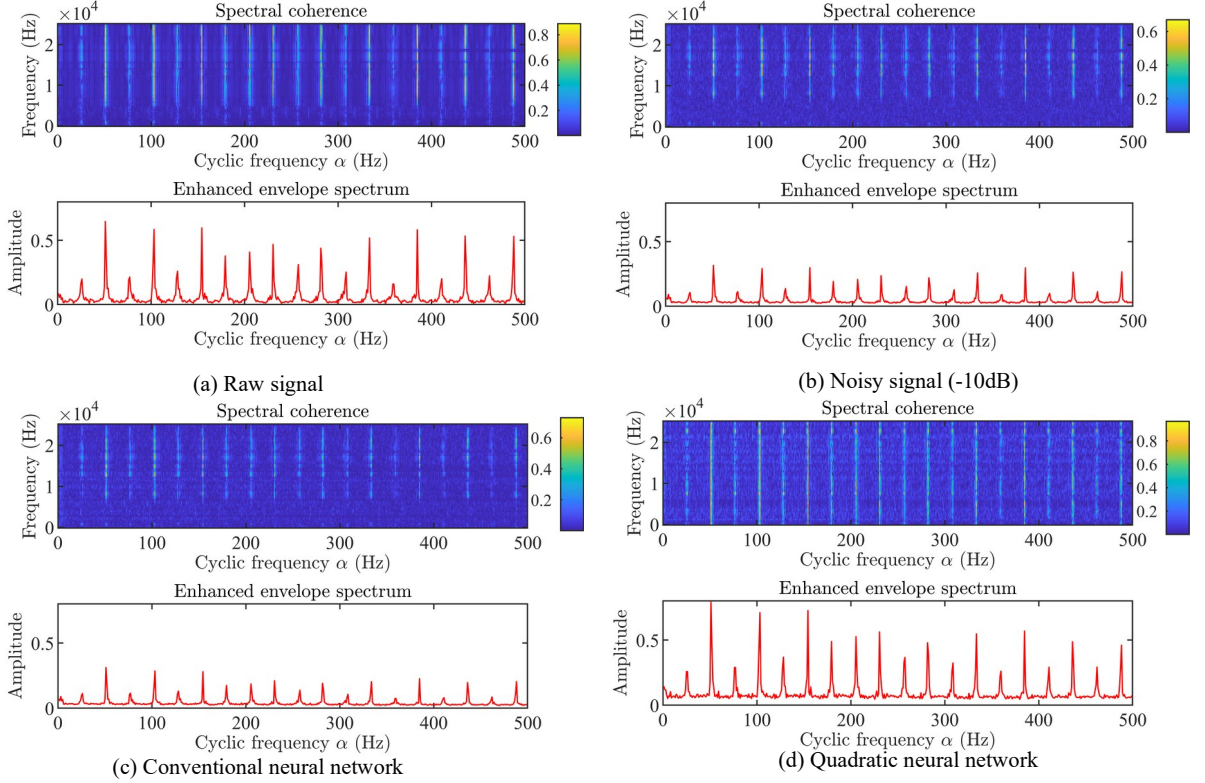 ×10⁴ Spectral coherence
Frequency (Hz)
2
1
0
0.8
0.6
0.4
0.2
0 100 200 300 400 500
Cyclic frequency α (Hz)
Enhanced envelope spectrum
Amplitude
0.5
0
0 100 200 300 400 500
Cyclic frequency α (Hz)
(a) Raw signal
×10⁴ Spectral coherence
Frequency (Hz)
2
1
0
0.6
0.4
0.2
0 100 200 300 400 500
Cyclic frequency α (Hz)
Enhanced envelope spectrum
Amplitude
0.5
0
0 100 200 300 400 500
Cyclic frequency α (Hz)
(b) Noisy signal (-10dB)
×10⁴ Spectral coherence
Frequency (Hz)
2
1
0
0.6
0.4
0.2
0 100 200 300 400 500
Cyclic frequency α (Hz)
Enhanced envelope spectrum
Amplitude
0.5
0
0 100 200 300 400 500
Cyclic frequency α (Hz)
(c) Conventional neural network
×10⁴ Spectral coherence
Frequency (Hz)
2
1
0
0.8
0.6
0.4
0.2
0 100 200 300 400 500
Cyclic frequency α (Hz)
Enhanced envelope spectrum
Amplitude
0.5
0
0 100 200 300 400 500
Cyclic frequency α (Hz)
(d) Quadratic neural network